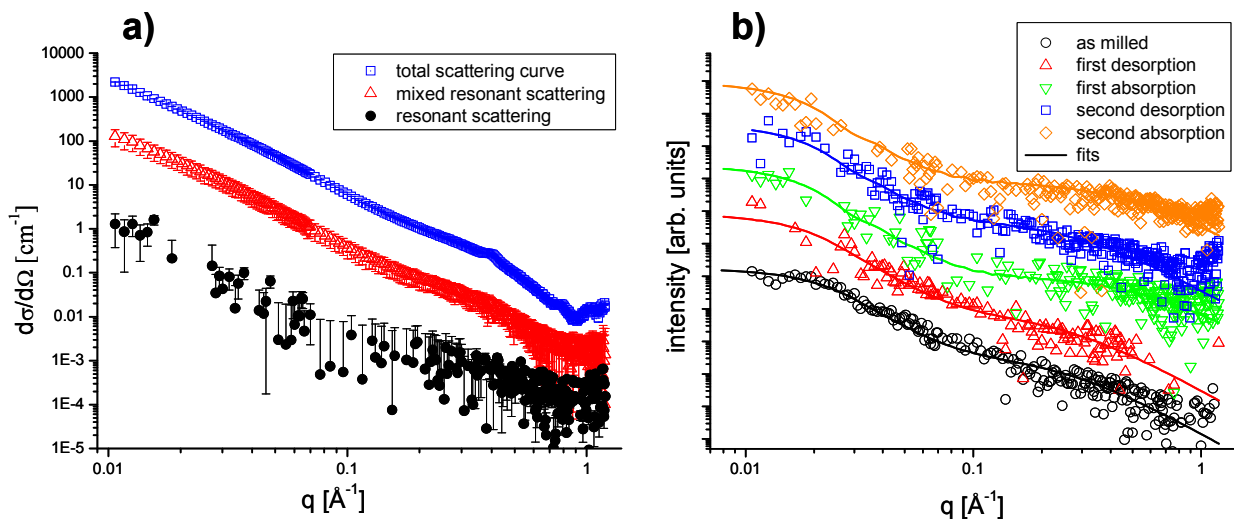 a)
total scattering curve
mixed resonant scattering
resonant scattering
dσ/dΩ [cm⁻¹]
10000
1000
100
10
1
0.1
0.01
1E-3
1E-4
1E-5
0.01
0.1
1
q [Å⁻¹]
b)
as milled
first desorption
first absorption
second desorption
second absorption
fits
intensity [arb. units]
0.01
0.1
1
q [Å⁻¹]